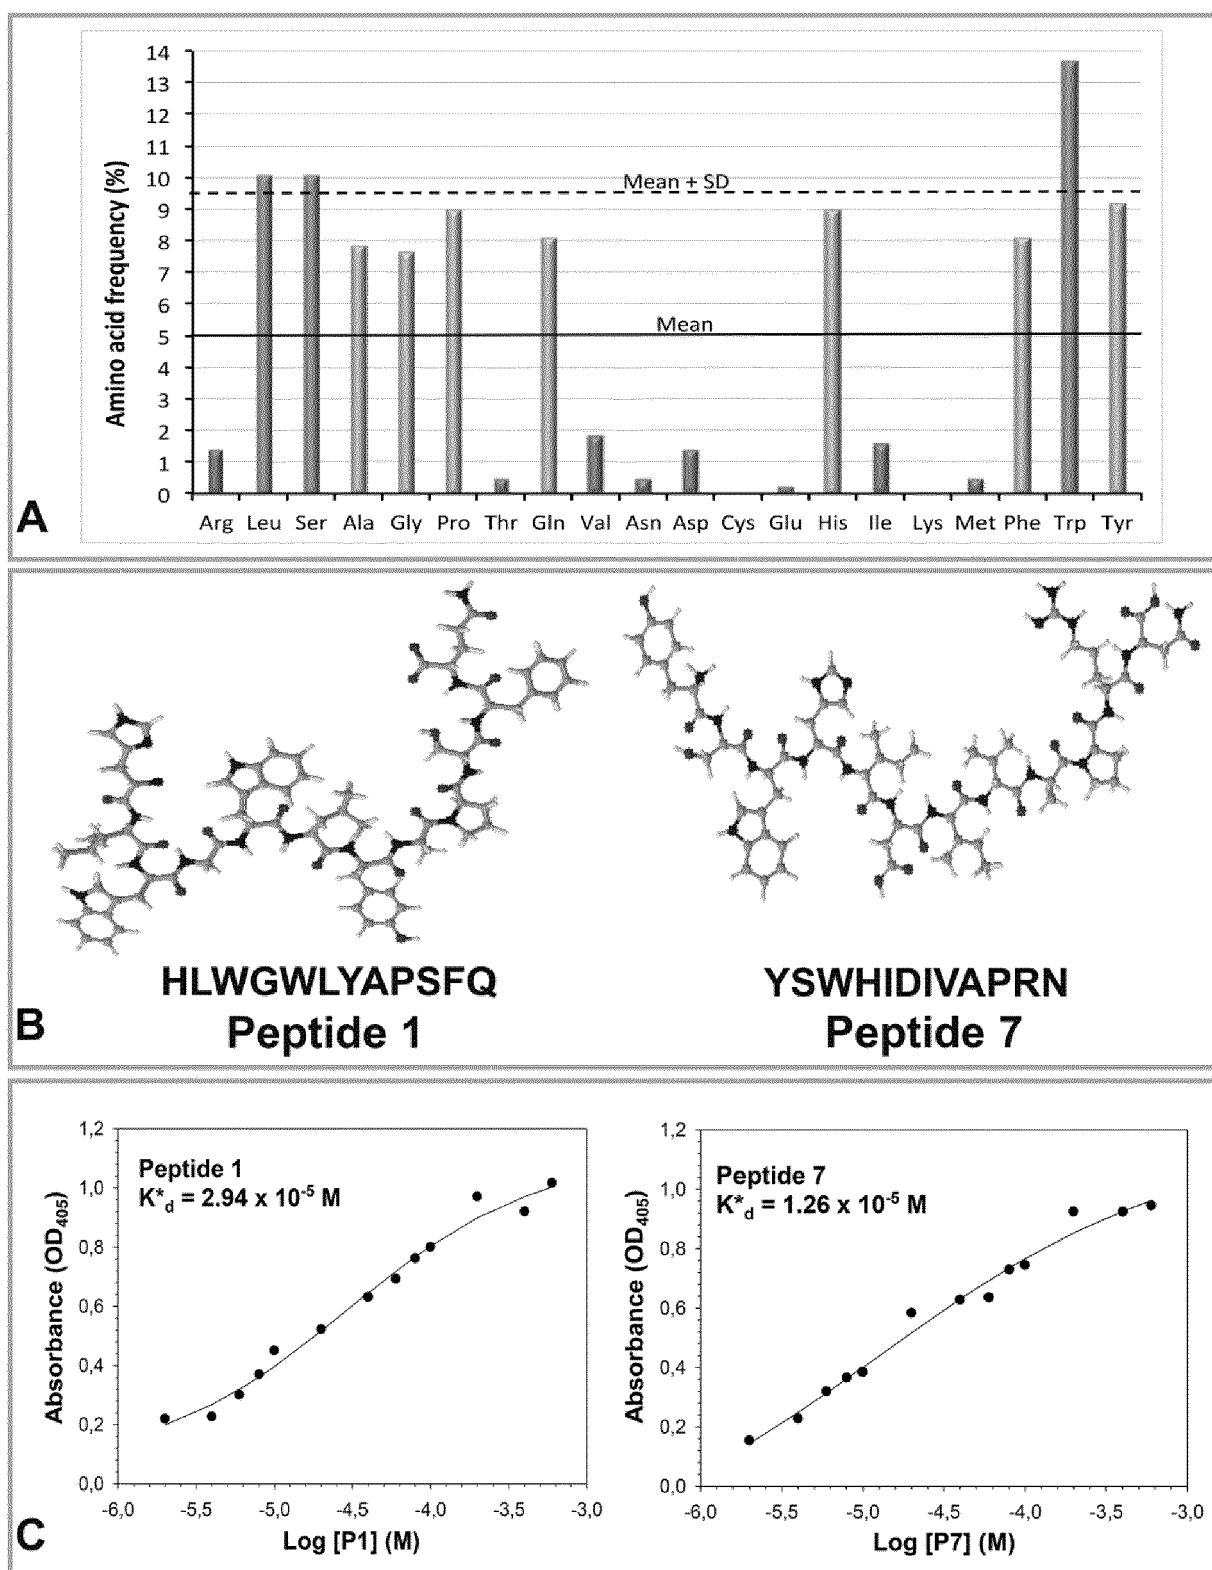 14
13
12
11
10
9
8
7
6
5
4
3
2
1
0
Amino acid frequency (%)
Mean + SD
Mean
Arg Leu Ser Ala Gly Pro Thr Gln Val Asn Asp Cys Glu His Ile Lys Met Phe Trp Tyr
A
HLWGWLYAPSFQ
Peptide 1
YSWHIDIVAPRN
Peptide 7
B
1,2
1,0
0,8
0,6
0,4
0,2
0,0
Absorbance (OD405)
Peptide 1
K*d = 2.94 x 10-5 M
-6,0 -5,5 -5,0 -4,5 -4,0 -3,5 -3,0
Log [P1] (M)
1,2
1,0
0,8
0,6
0,4
0,2
0,0
Absorbance (OD405)
Peptide 7
K*d = 1.26 x 10-5 M
-6,0 -5,5 -5,0 -4,5 -4,0 -3,5 -3,0
Log [P7] (M)
C